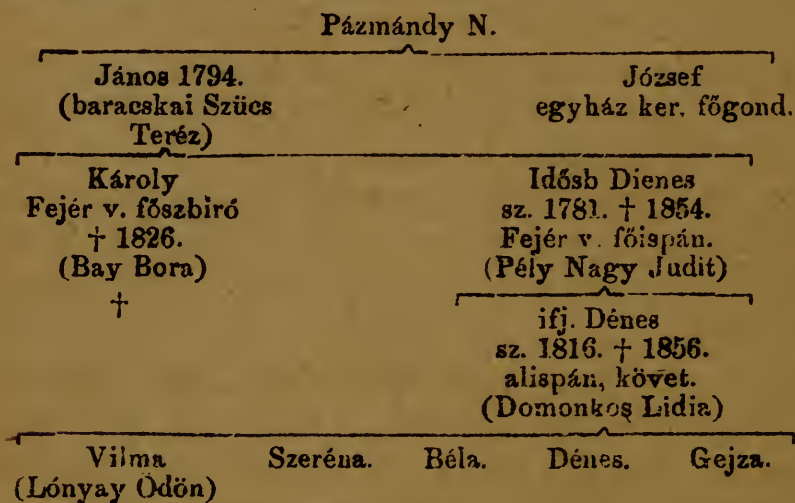 Pázmándy N.
János 1794.
(baracskai Szücs
Teréz)
József
egyház ker. főgond.
Károly
Fejér v. főszbiró
† 1826.
(Bay Bora)
†
Idősb Dienes
sz. 1781. † 1854.
Fejér v. főispán.
(Pély Nagy Judit)
ifj. Dénes
sz. 1816. † 1856.
alispán, követ.
(Domonkos Lidia)
Vilma
(Lónyay Ödön)
Szeréna.
Béla.
Dénes.
Gejza.